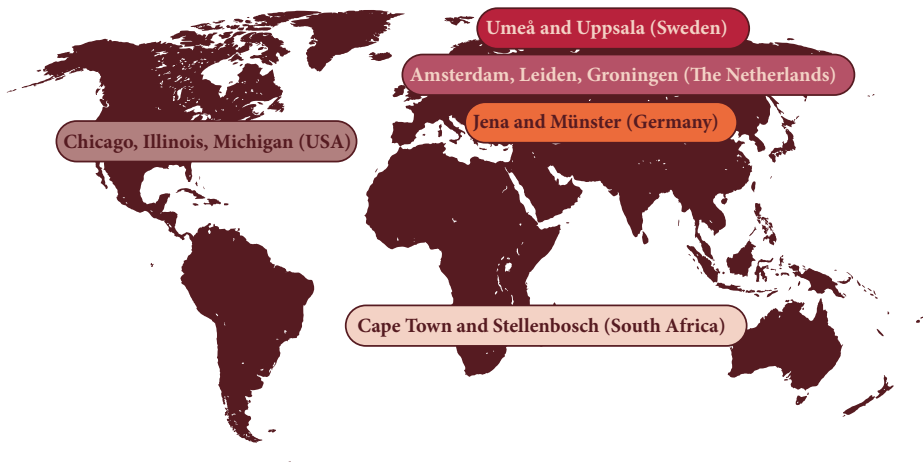 Umeå and Uppsala (Sweden)
Amsterdam, Leiden, Groningen (The Netherlands)
Jena and Münster (Germany)
Chicago, Illinois, Michigan (USA)
Cape Town and Stellenbosch (South Africa)